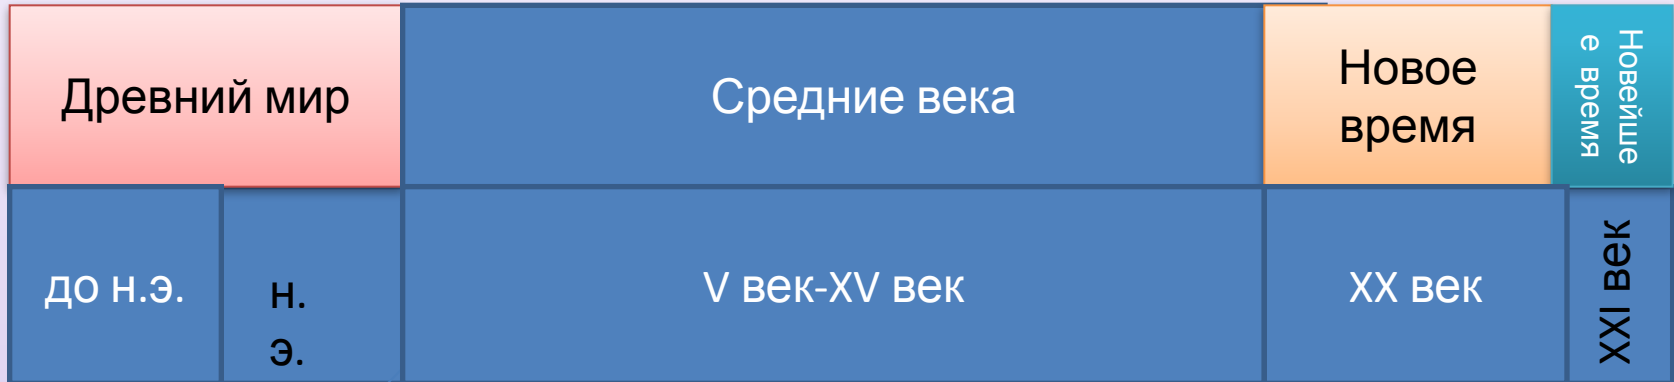 Древний мир
Средние века
Новое
время
Новейше
е время
до н.э.
н.
э.
V век-XV век
XX век
XXI век